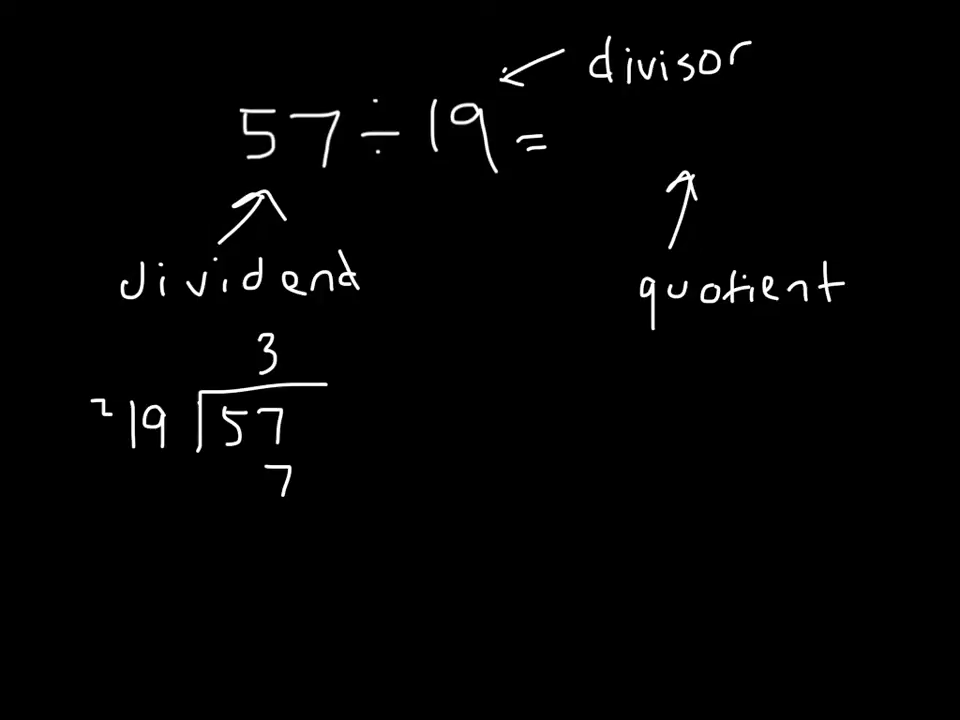 divisor
57 ÷ 19 =
dividend
quotient
3
2 19 57
7